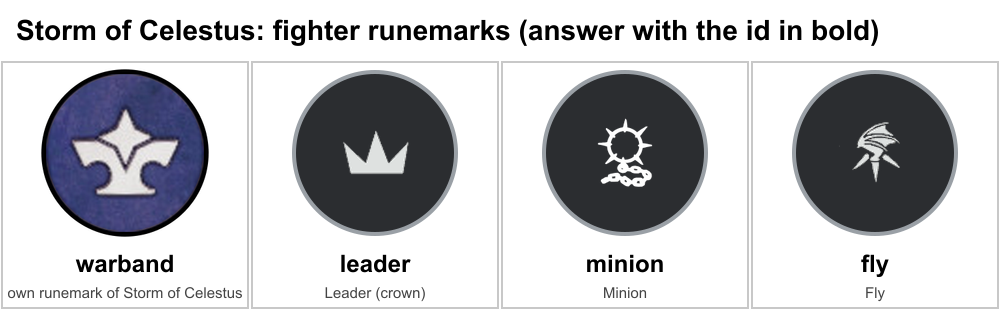 Storm of Celestus: fighter runemarks (answer with the id in bold)
warband
own runemark of Storm of Celestus
leader
Leader (crown)
minion
Minion
fly
Fly